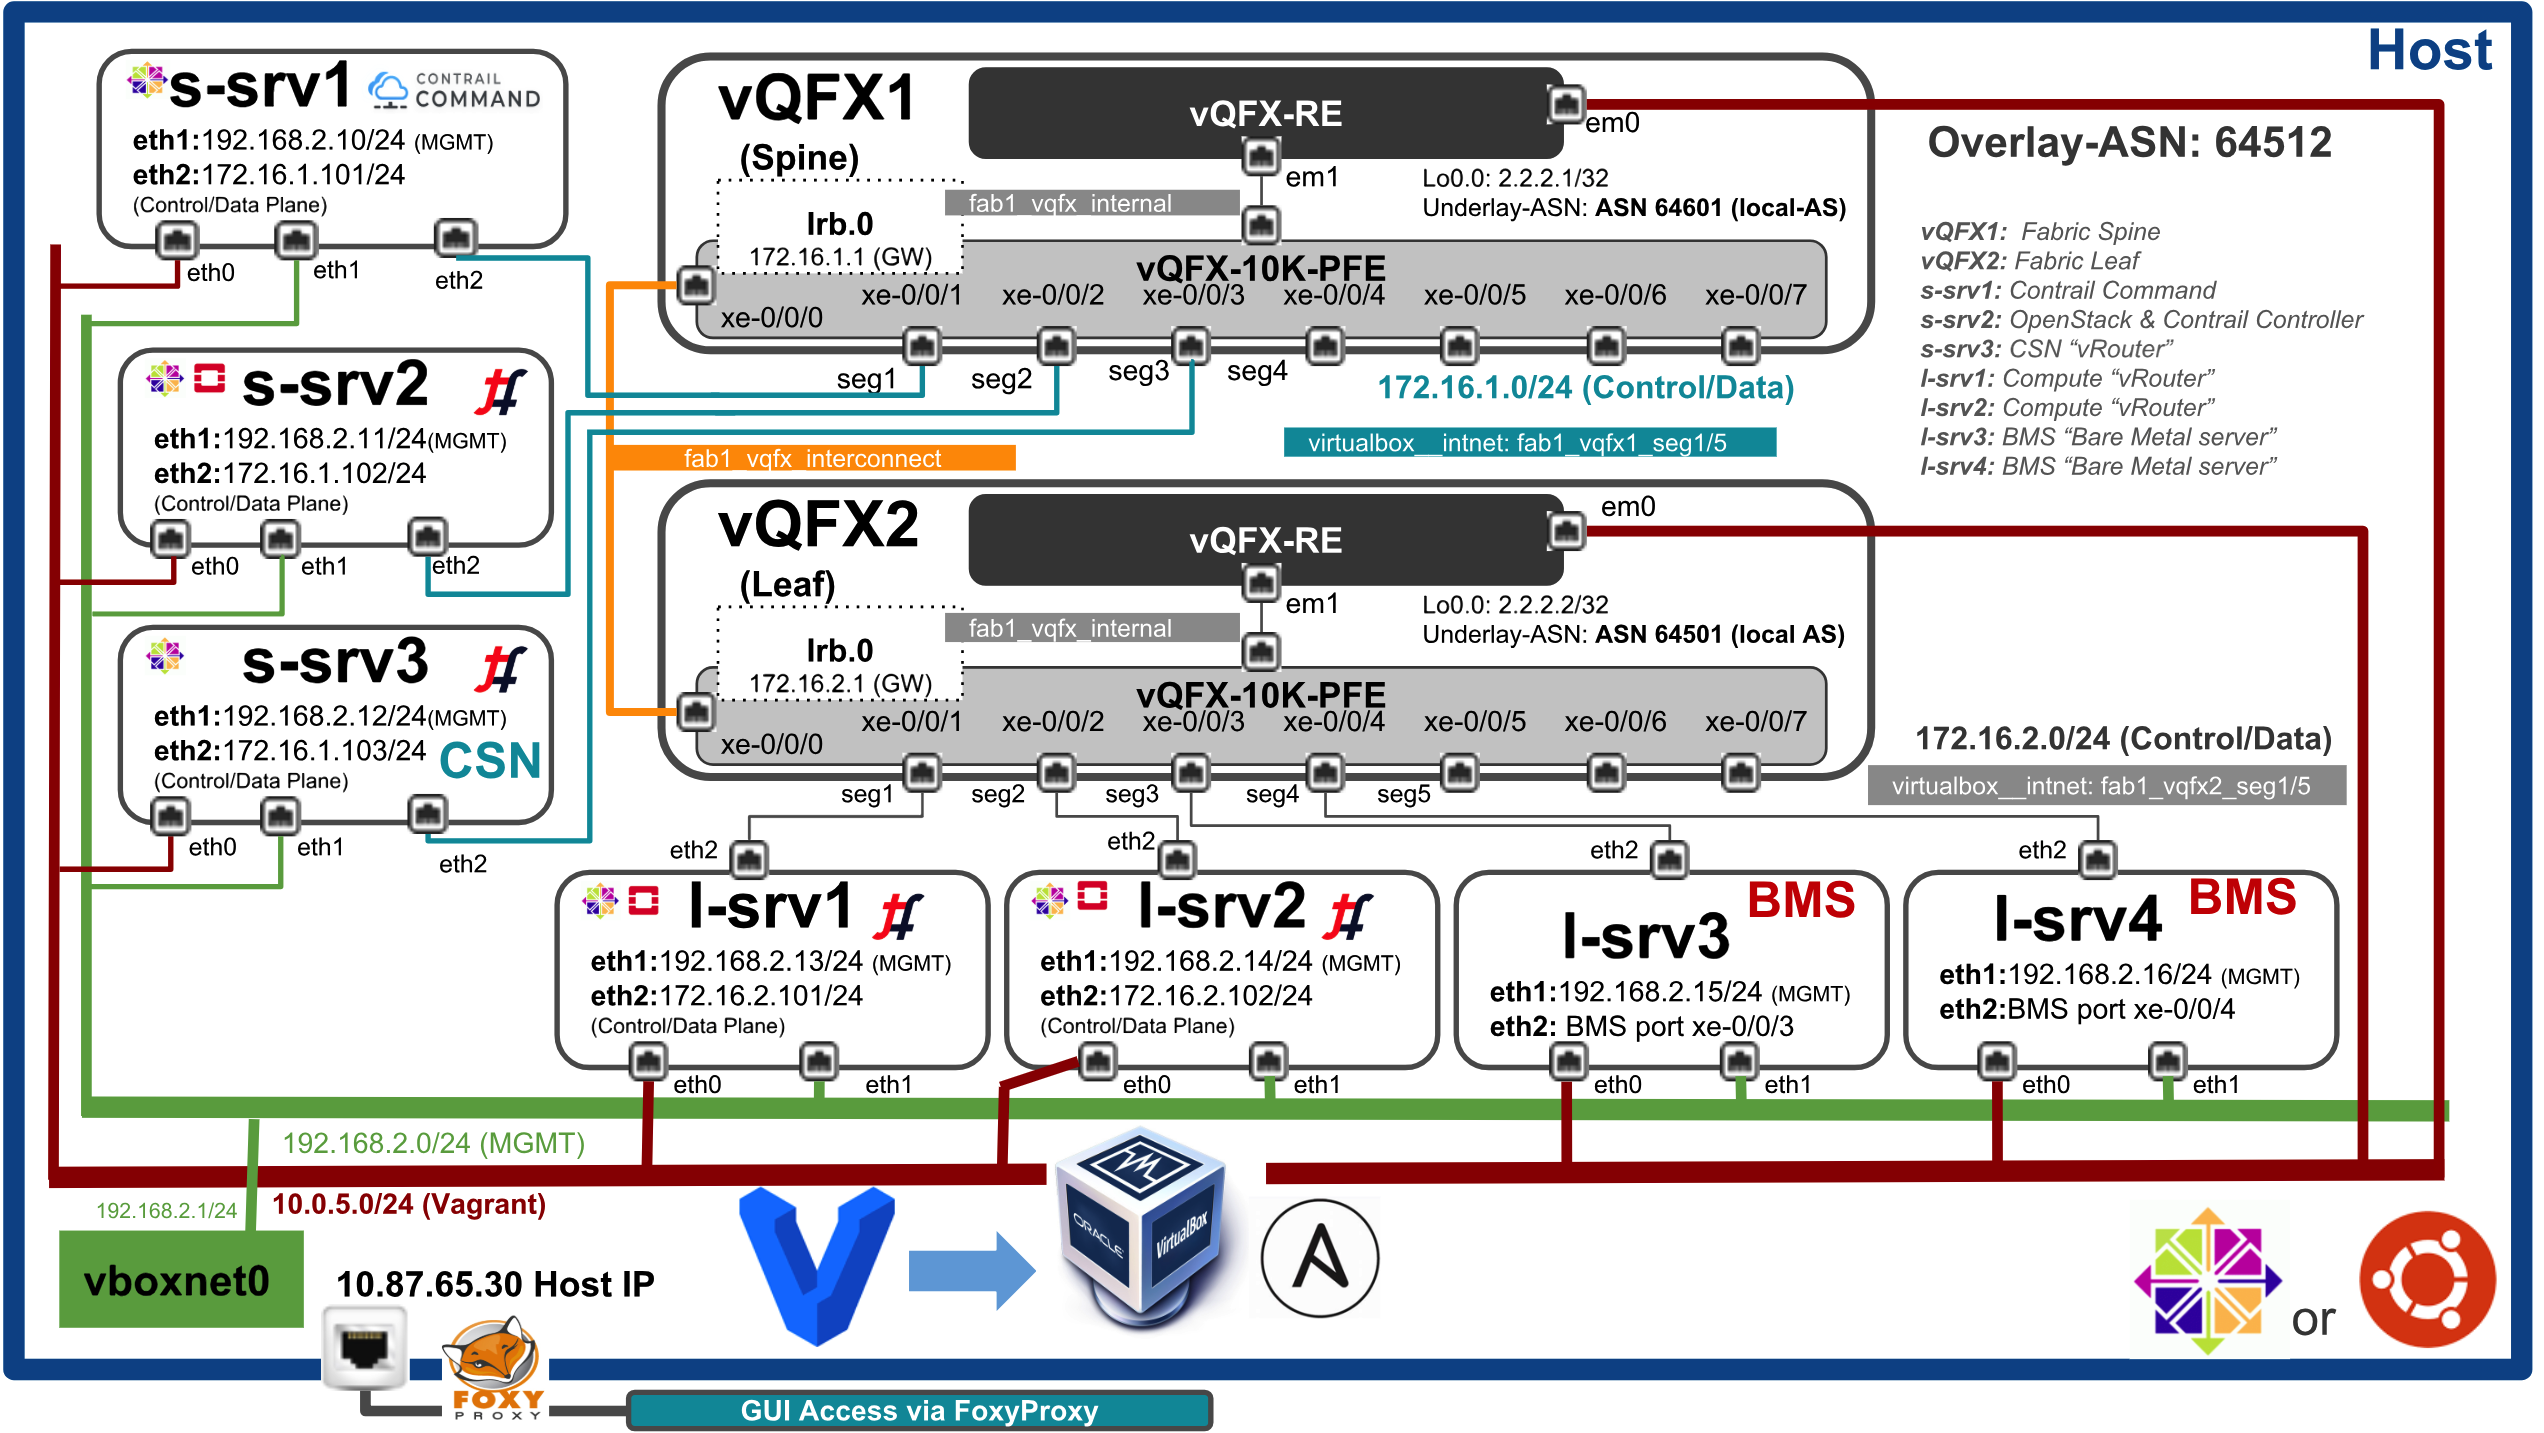 Host
s-srv1
CONTRAIL
COMMAND
eth1:192.168.2.10/24 (MGMT)
eth2:172.16.1.101/24
(Control/Data Plane)
eth0
eth1
eth2
s-srv2
eth1:192.168.2.11/24(MGMT)
eth2:172.16.1.102/24
(Control/Data Plane)
eth0
eth1
eth2
s-srv3
eth1:192.168.2.12/24(MGMT)
eth2:172.16.1.103/24
CSN
(Control/Data Plane)
eth0
eth1
eth2
vQFX1
(Spine)
vQFX-RE
em0
em1
fab1_vqfx_internal
Lo0.0: 2.2.2.1/32
Underlay-ASN: ASN 64601 (local-AS)
Irb.0
172.16.1.1 (GW)
vQFX-10K-PFE
xe-0/0/0
xe-0/0/1
xe-0/0/2
xe-0/0/3
xe-0/0/4
xe-0/0/5
xe-0/0/6
xe-0/0/7
seg1
seg2
seg3
seg4
172.16.1.0/24 (Control/Data)
virtualbox__intnet: fab1_vqfx1_seg1/5
fab1_vqfx_interconnect
Overlay-ASN: 64512
vQFX1: Fabric Spine
vQFX2: Fabric Leaf
s-srv1: Contrail Command
s-srv2: OpenStack & Contrail Controller
s-srv3: CSN “vRouter”
l-srv1: Compute “vRouter”
l-srv2: Compute “vRouter”
l-srv3: BMS “Bare Metal server”
l-srv4: BMS “Bare Metal server”
vQFX2
(Leaf)
vQFX-RE
em0
em1
fab1_vqfx_internal
Lo0.0: 2.2.2.2/32
Underlay-ASN: ASN 64501 (local AS)
Irb.0
172.16.2.1 (GW)
vQFX-10K-PFE
xe-0/0/0
xe-0/0/1
xe-0/0/2
xe-0/0/3
xe-0/0/4
xe-0/0/5
xe-0/0/6
xe-0/0/7
seg1
seg2
seg3
seg4
seg5
172.16.2.0/24 (Control/Data)
virtualbox__intnet: fab1_vqfx2_seg1/5
eth2
l-srv1
eth1:192.168.2.13/24 (MGMT)
eth2:172.16.2.101/24
(Control/Data Plane)
eth0
eth1
eth2
l-srv2
eth1:192.168.2.14/24 (MGMT)
eth2:172.16.2.102/24
(Control/Data Plane)
eth0
eth1
eth2
BMS
l-srv3
eth1:192.168.2.15/24 (MGMT)
eth2: BMS port xe-0/0/3
eth0
eth1
eth2
BMS
l-srv4
eth1:192.168.2.16/24 (MGMT)
eth2:BMS port xe-0/0/4
eth0
eth1
192.168.2.0/24 (MGMT)
10.0.5.0/24 (Vagrant)
192.168.2.1/24
vboxnet0
10.87.65.30 Host IP
ORACLE
VirtualBox
or
FOXY
PROXY
GUI Access via FoxyProxy